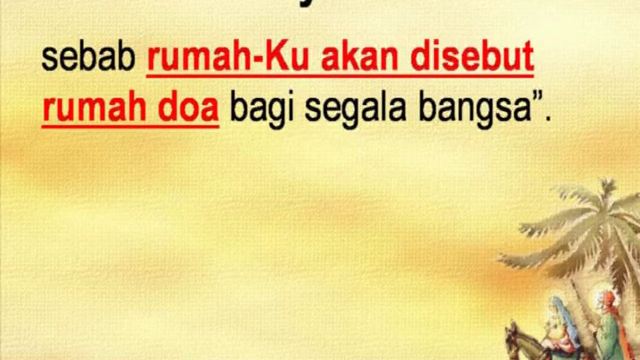 sebab rumah-Ku akan disebut
rumah doa bagi segala bangsa”.